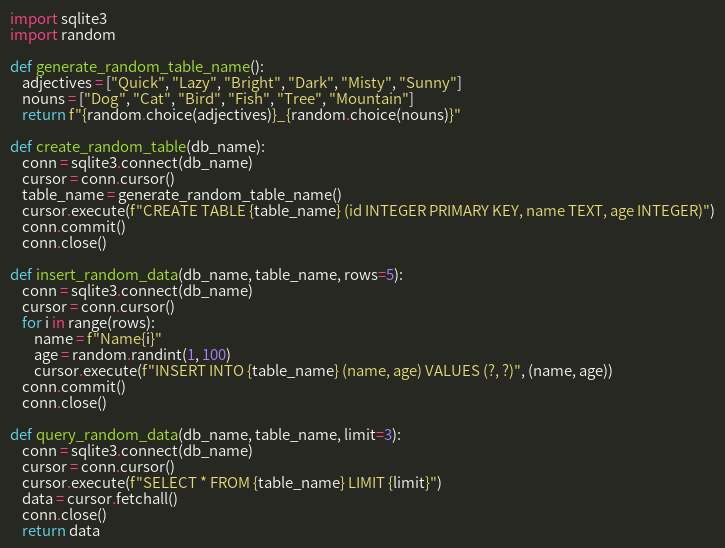 import sqlite3
import random

def generate_random_table_name():
    adjectives = ["Quick", "Lazy", "Bright", "Dark", "Misty", "Sunny"]
    nouns = ["Dog", "Cat", "Bird", "Fish", "Tree", "Mountain"]
    return f"{random.choice(adjectives)}_{random.choice(nouns)}"

def create_random_table(db_name):
    conn = sqlite3.connect(db_name)
    cursor = conn.cursor()
    table_name = generate_random_table_name()
    cursor.execute(f"CREATE TABLE {table_name} (id INTEGER PRIMARY KEY, name TEXT, age INTEGER)")
    conn.commit()
    conn.close()

def insert_random_data(db_name, table_name, rows=5):
    conn = sqlite3.connect(db_name)
    cursor = conn.cursor()
    for i in range(rows):
        name = f"Name{i}"
        age = random.randint(1, 100)
        cursor.execute(f"INSERT INTO {table_name} (name, age) VALUES (?, ?)", (name, age))
    conn.commit()
    conn.close()

def query_random_data(db_name, table_name, limit=3):
    conn = sqlite3.connect(db_name)
    cursor = conn.cursor()
    cursor.execute(f"SELECT * FROM {table_name} LIMIT {limit}")
    data = cursor.fetchall()
    conn.close()
    return data